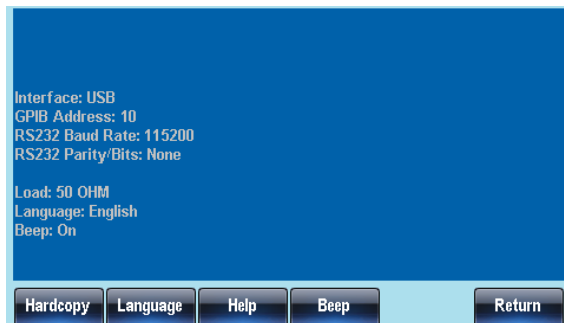 Interface: USB
GPIB Address: 10
RS232 Baud Rate: 115200
RS232 Parity/Bits: None
Load: 50 OHM
Language: English
Beep: On
Hardcopy Language Help Beep Return